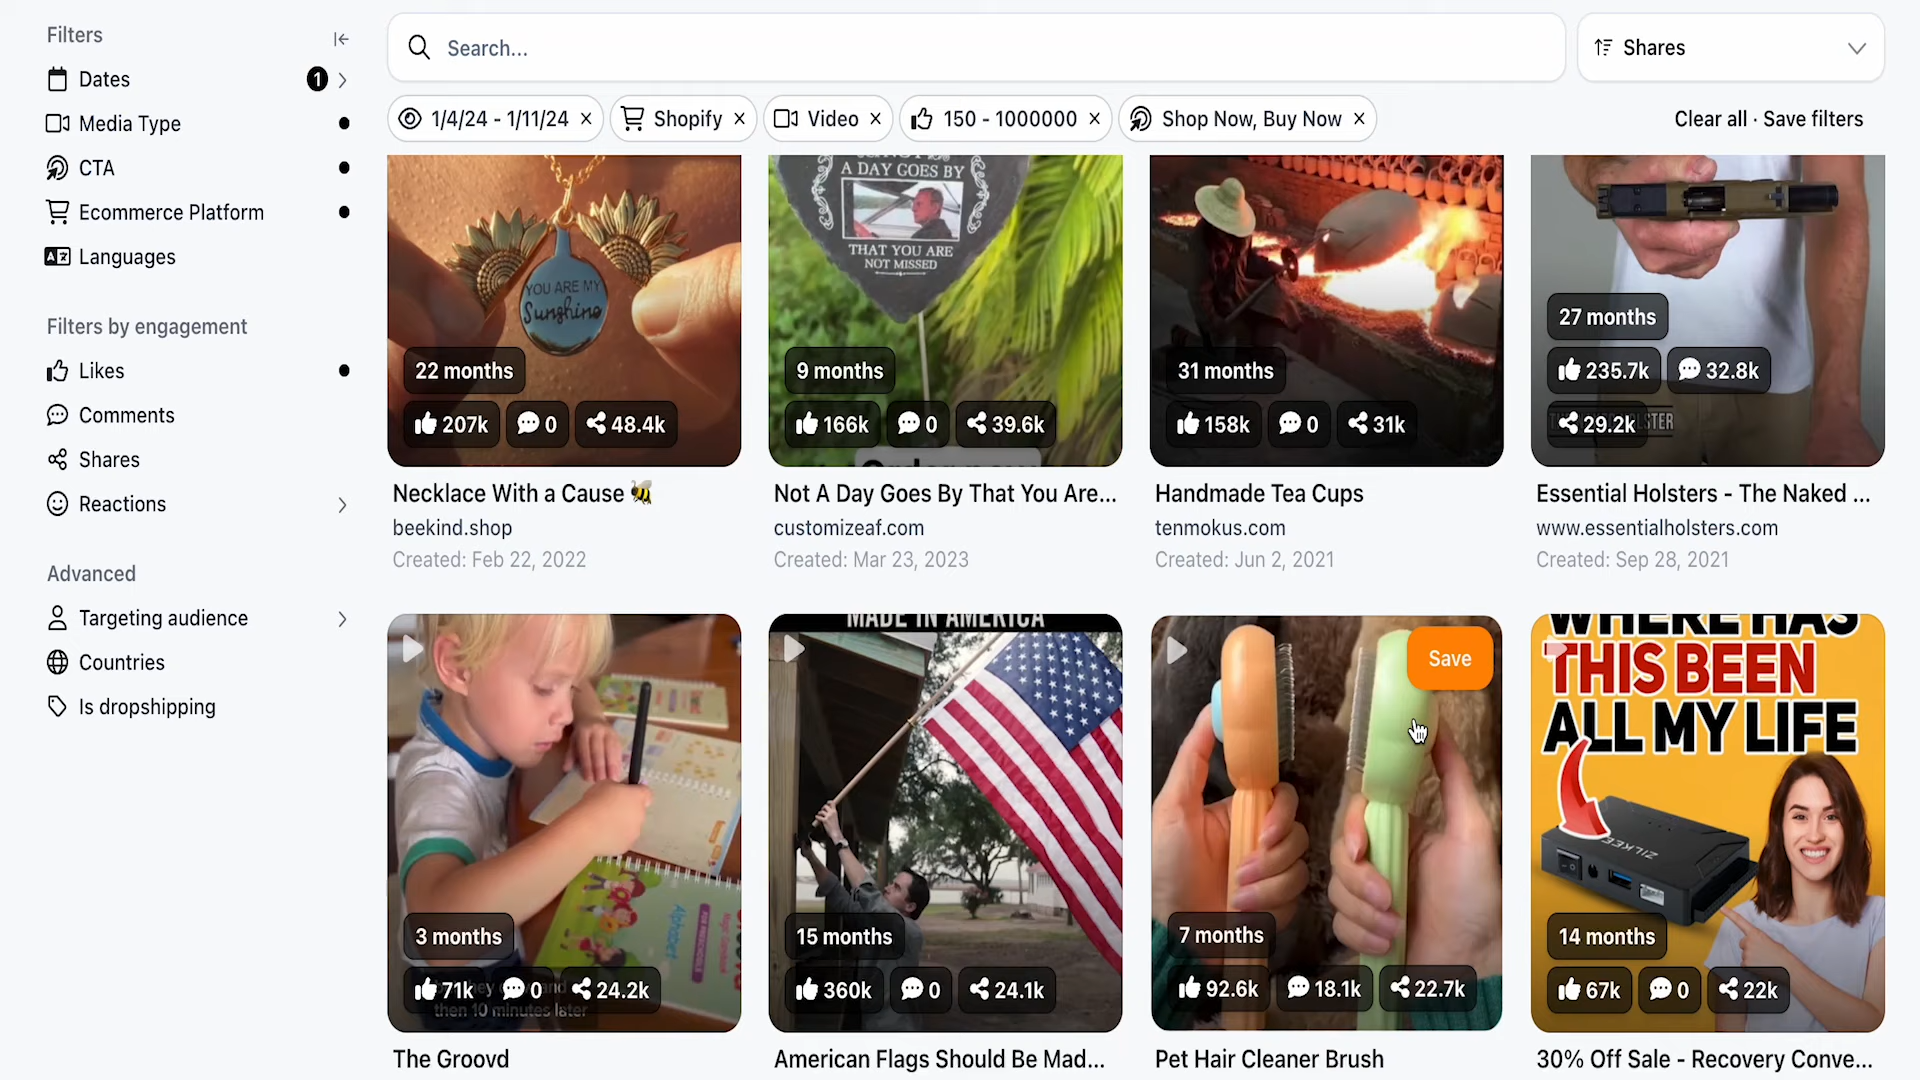 Filters
Search...
Shares
Dates
1
1/4/24 - 1/11/24
Shopify
Video
150 - 1000000
Shop Now, Buy Now
Clear all · Save filters
Media Type
CTA
Ecommerce Platform
Languages
Filters by engagement
Likes
Comments
Shares
Reactions
Advanced
Targeting audience
Countries
Is dropshipping
YOU ARE MY
Sunshine
22 months
207k
0
48.4k
Necklace With a Cause 🐝
beekind.shop
Created: Feb 22, 2022
A DAY GOES BY
THAT YOU ARE
NOT MISSED
9 months
166k
0
39.6k
Not A Day Goes By That You Are...
customizeaf.com
Created: Mar 23, 2023
31 months
158k
0
31k
Handmade Tea Cups
tenmokus.com
Created: Jun 2, 2021
27 months
235.7k
32.8k
29.2k
Essential Holsters - The Naked ...
www.essentialholsters.com
Created: Sep 28, 2021
Alphabet
3 months
71k
0
24.2k
then 10 minutes later
The Groovd
MADE IN AMERICA
15 months
360k
0
24.1k
American Flags Should Be Mad...
Save
7 months
92.6k
18.1k
22.7k
Pet Hair Cleaner Brush
WHERE HAS
THIS BEEN
ALL MY LIFE
ZILKEE
14 months
67k
0
22k
30% Off Sale - Recovery Conve...